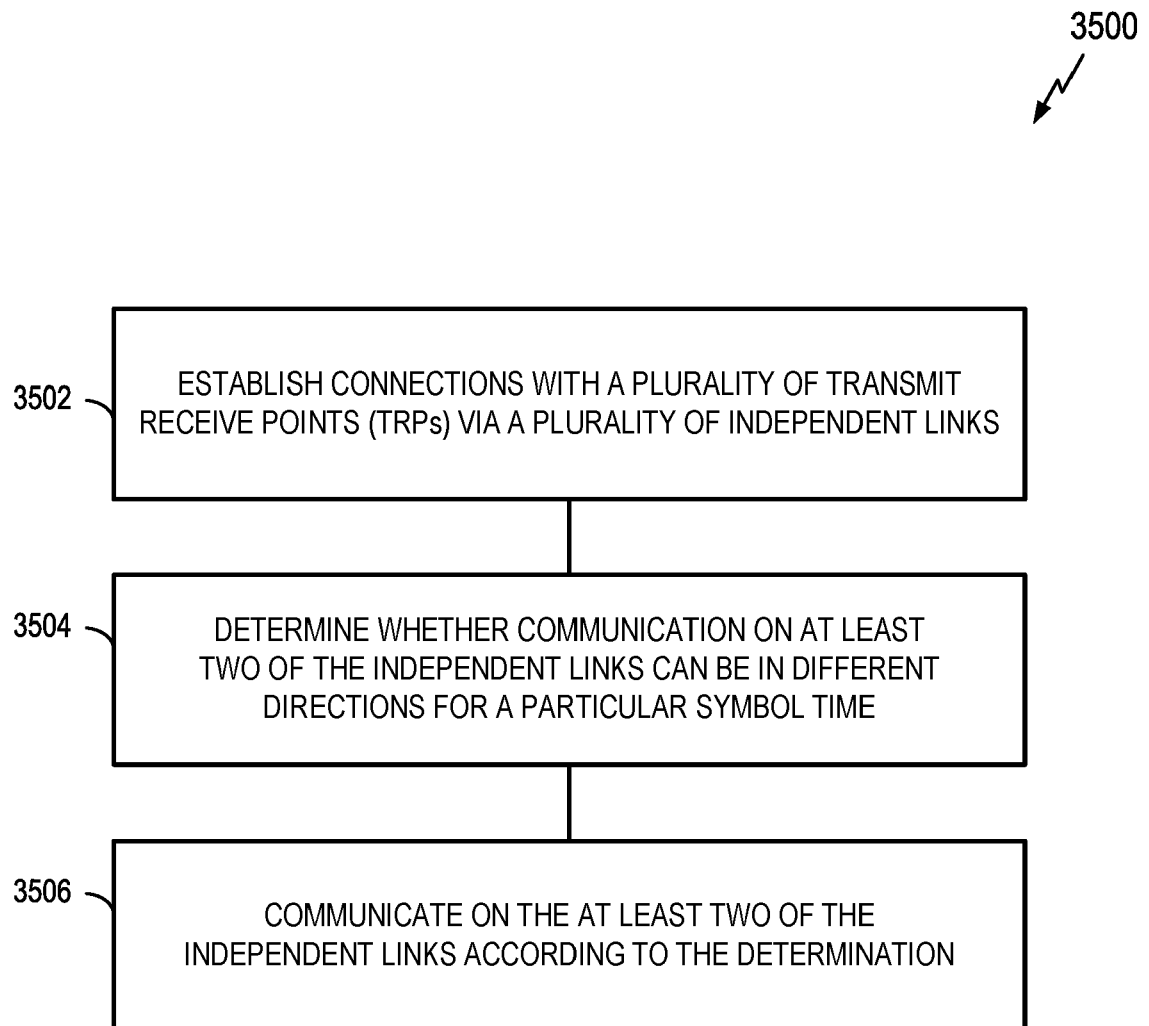 3500
3502
ESTABLISH CONNECTIONS WITH A PLURALITY OF TRANSMIT
RECEIVE POINTS (TRPs) VIA A PLURALITY OF INDEPENDENT LINKS
3504
DETERMINE WHETHER COMMUNICATION ON AT LEAST
TWO OF THE INDEPENDENT LINKS CAN BE IN DIFFERENT
DIRECTIONS FOR A PARTICULAR SYMBOL TIME
3506
COMMUNICATE ON THE AT LEAST TWO OF THE
INDEPENDENT LINKS ACCORDING TO THE DETERMINATION